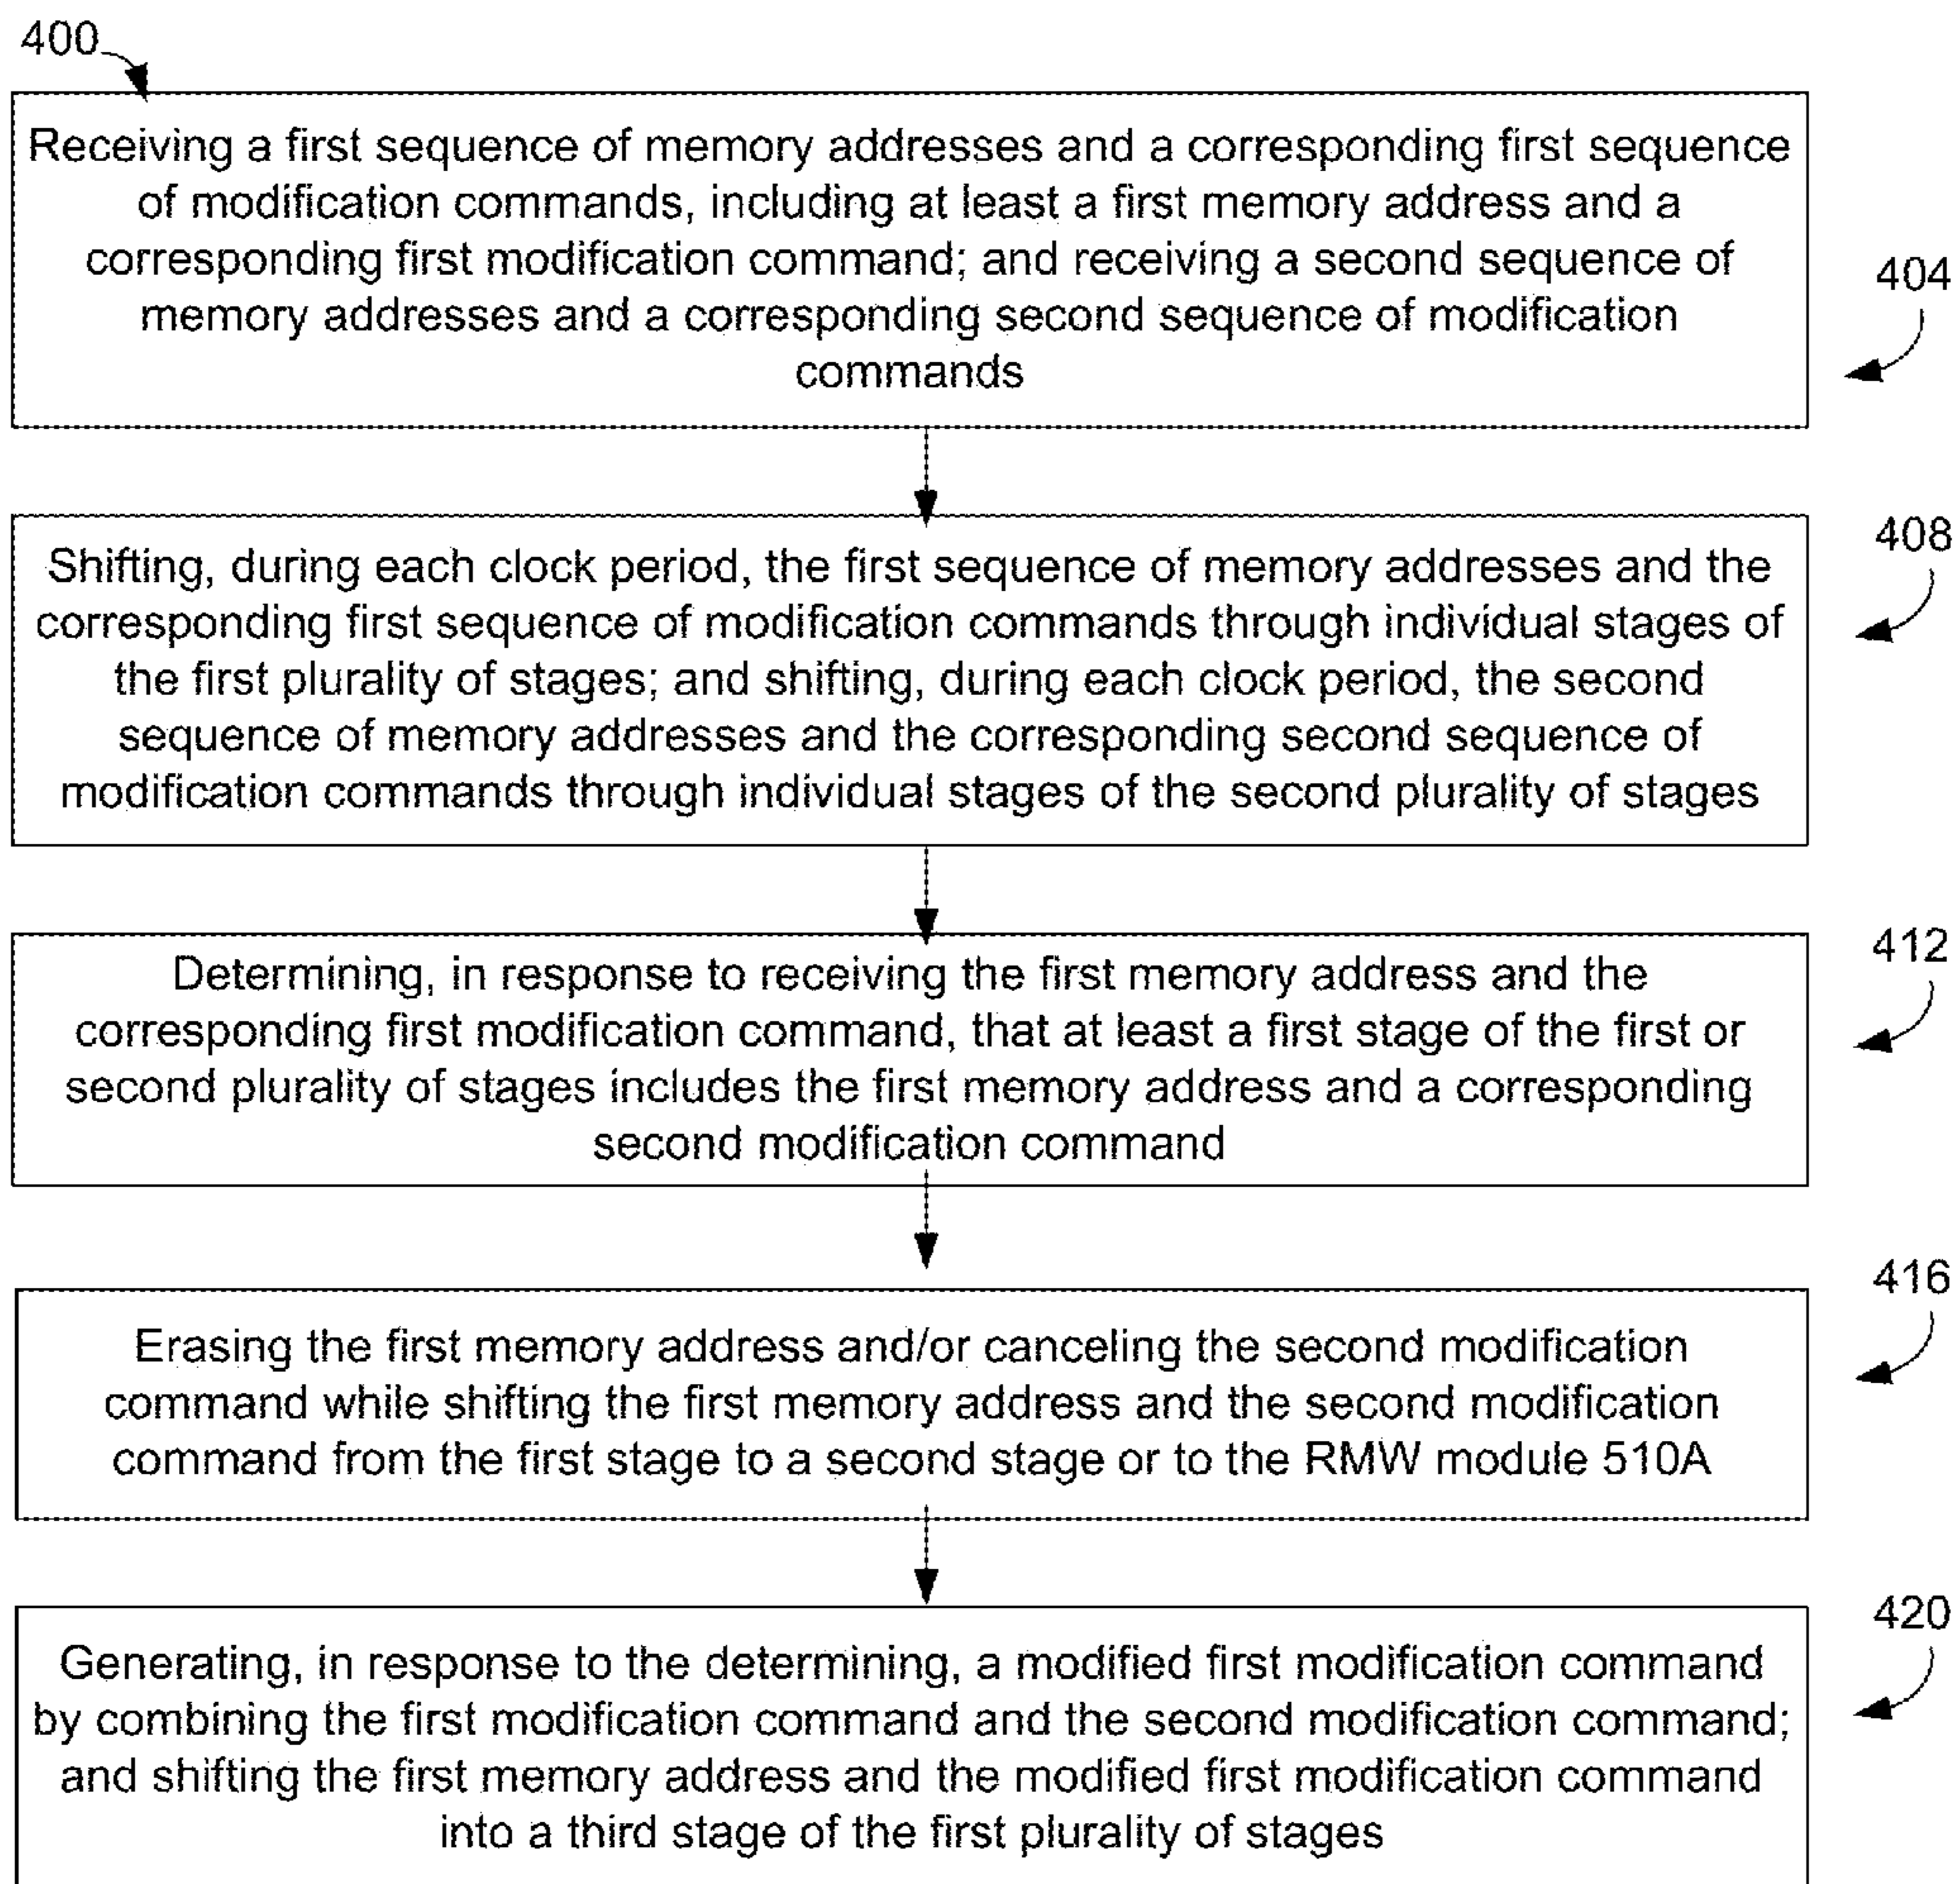 400
Receiving a first sequence of memory addresses and a corresponding first sequence
of modification commands, including at least a first memory address and a
corresponding first modification command; and receiving a second sequence of
memory addresses and a corresponding second sequence of modification
commands
404
Shifting, during each clock period, the first sequence of memory addresses and the
corresponding first sequence of modification commands through individual stages of
the first plurality of stages; and shifting, during each clock period, the second
sequence of memory addresses and the corresponding second sequence of
modification commands through individual stages of the second plurality of stages
408
Determining, in response to receiving the first memory address and the
corresponding first modification command, that at least a first stage of the first or
second plurality of stages includes the first memory address and a corresponding
second modification command
412
Erasing the first memory address and/or canceling the second modification
command while shifting the first memory address and the second modification
command from the first stage to a second stage or to the RMW module 510A
416
Generating, in response to the determining, a modified first modification command
by combining the first modification command and the second modification command;
and shifting the first memory address and the modified first modification command
into a third stage of the first plurality of stages
420